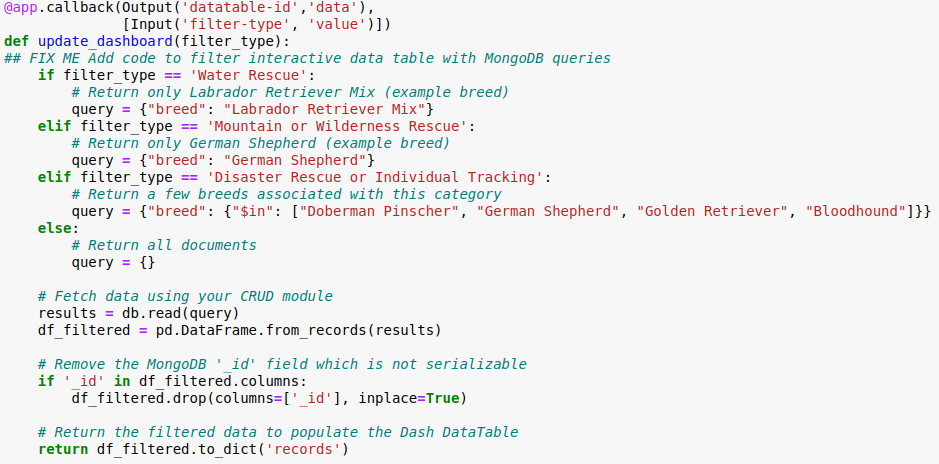 @app.callback(Output('datatable-id','data'),
              [Input('filter-type', 'value')])
def update_dashboard(filter_type):
## FIX ME Add code to filter interactive data table with MongoDB queries
    if filter_type == 'Water Rescue':
        # Return only Labrador Retriever Mix (example breed)
        query = {"breed": "Labrador Retriever Mix"}
    elif filter_type == 'Mountain or Wilderness Rescue':
        # Return only German Shepherd (example breed)
        query = {"breed": "German Shepherd"}
    elif filter_type == 'Disaster Rescue or Individual Tracking':
        # Return a few breeds associated with this category
        query = {"breed": {"$in": ["Doberman Pinscher", "German Shepherd", "Golden Retriever", "Bloodhound"]}}
    else:
        # Return all documents
        query = {}

    # Fetch data using your CRUD module
    results = db.read(query)
    df_filtered = pd.DataFrame.from_records(results)

    # Remove the MongoDB '_id' field which is not serializable
    if '_id' in df_filtered.columns:
        df_filtered.drop(columns=['_id'], inplace=True)

    # Return the filtered data to populate the Dash DataTable
    return df_filtered.to_dict('records')